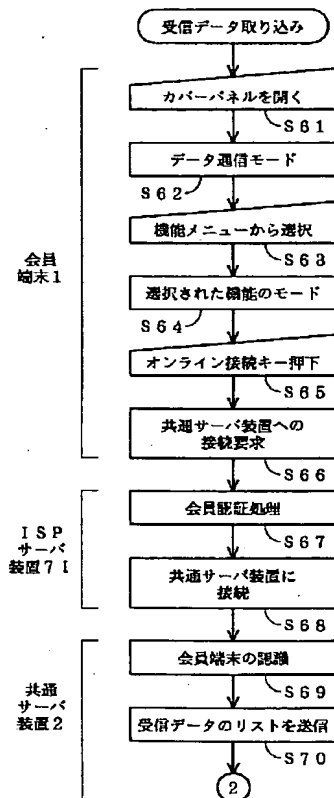 受信データ取り込み
カバーパネルを開く
S61
データ通信モード
S62
機能メニューから選択
S63
会員
端末1
選択された機能のモード
S64
オンライン接続キー押下
S65
共通サーバ装置への
接続要求
S66
ISP
サーバ
装置71
会員認証処理
S67
共通サーバ装置に
接続
S68
共通
サーバ
装置2
会員端末の認識
S69
受信データのリストを送信
S70
2